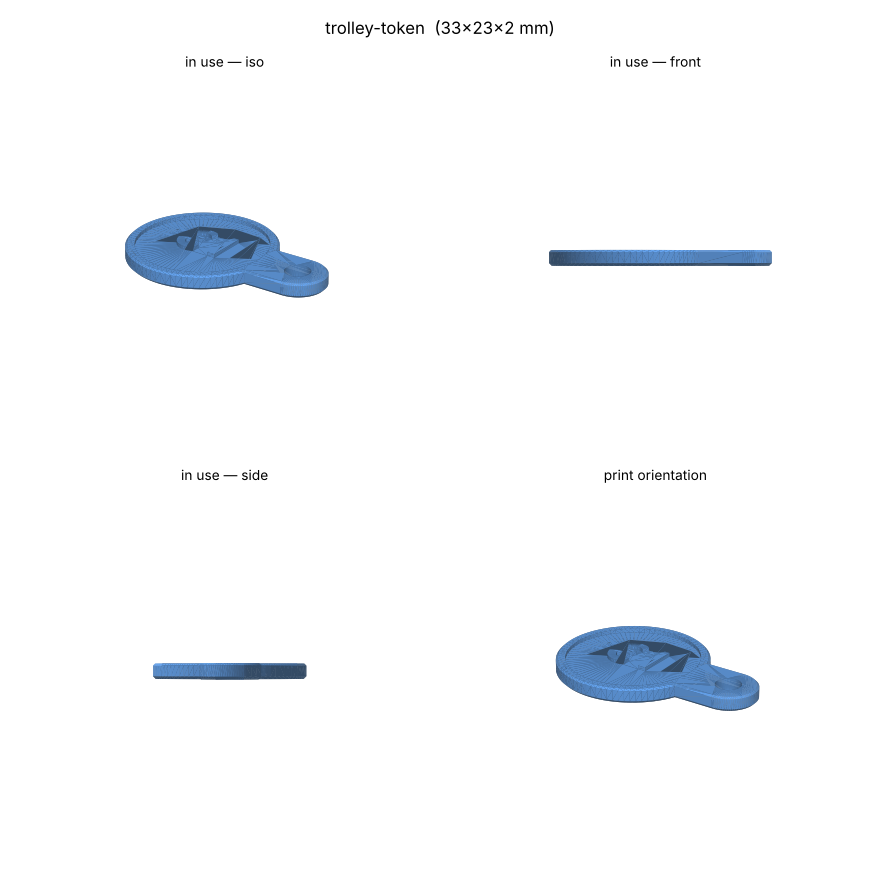 trolley-token  (33×23×2 mm)
in use — iso
in use — front
in use — side
print orientation